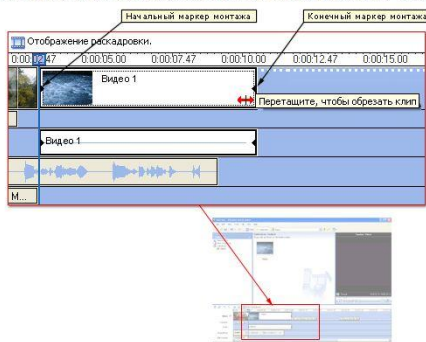 Начальный маркер монтажа
Конечный маркер монтажа
Отображение раскадровки.
0:00:02.47 0:00:05.00 0:00:07.47 0:00:10.00 0:00:12.47 0:00:15.00
Видео 1
Перетащите, чтобы обрезать клип
Видео 1
М...